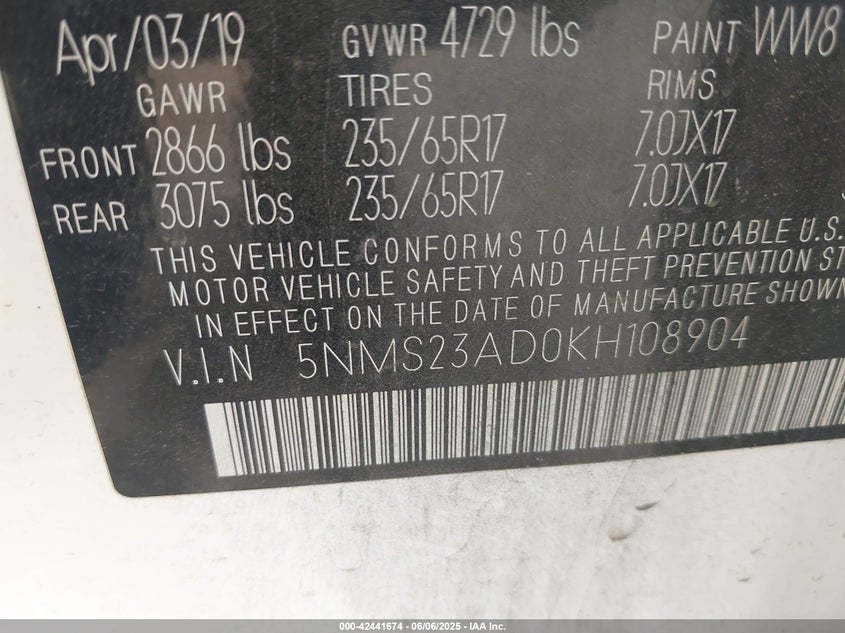 Apr/03/19 GVWR 4729 lbs PAINT WW8
GAWR TIRES RIMS
FRONT 2866 lbs 235/65R17 7.0JX17
REAR 3075 lbs 235/65R17 7.0JX17
THIS VEHICLE CONFORMS TO ALL APPLICABLE U.S.
MOTOR VEHICLE SAFETY AND THEFT PREVENTION ST
IN EFFECT ON THE DATE OF MANUFACTURE SHOWN
V.I.N 5NMS23AD0KH108904
000-42441674 | 06/06/2025 - IAA Inc.